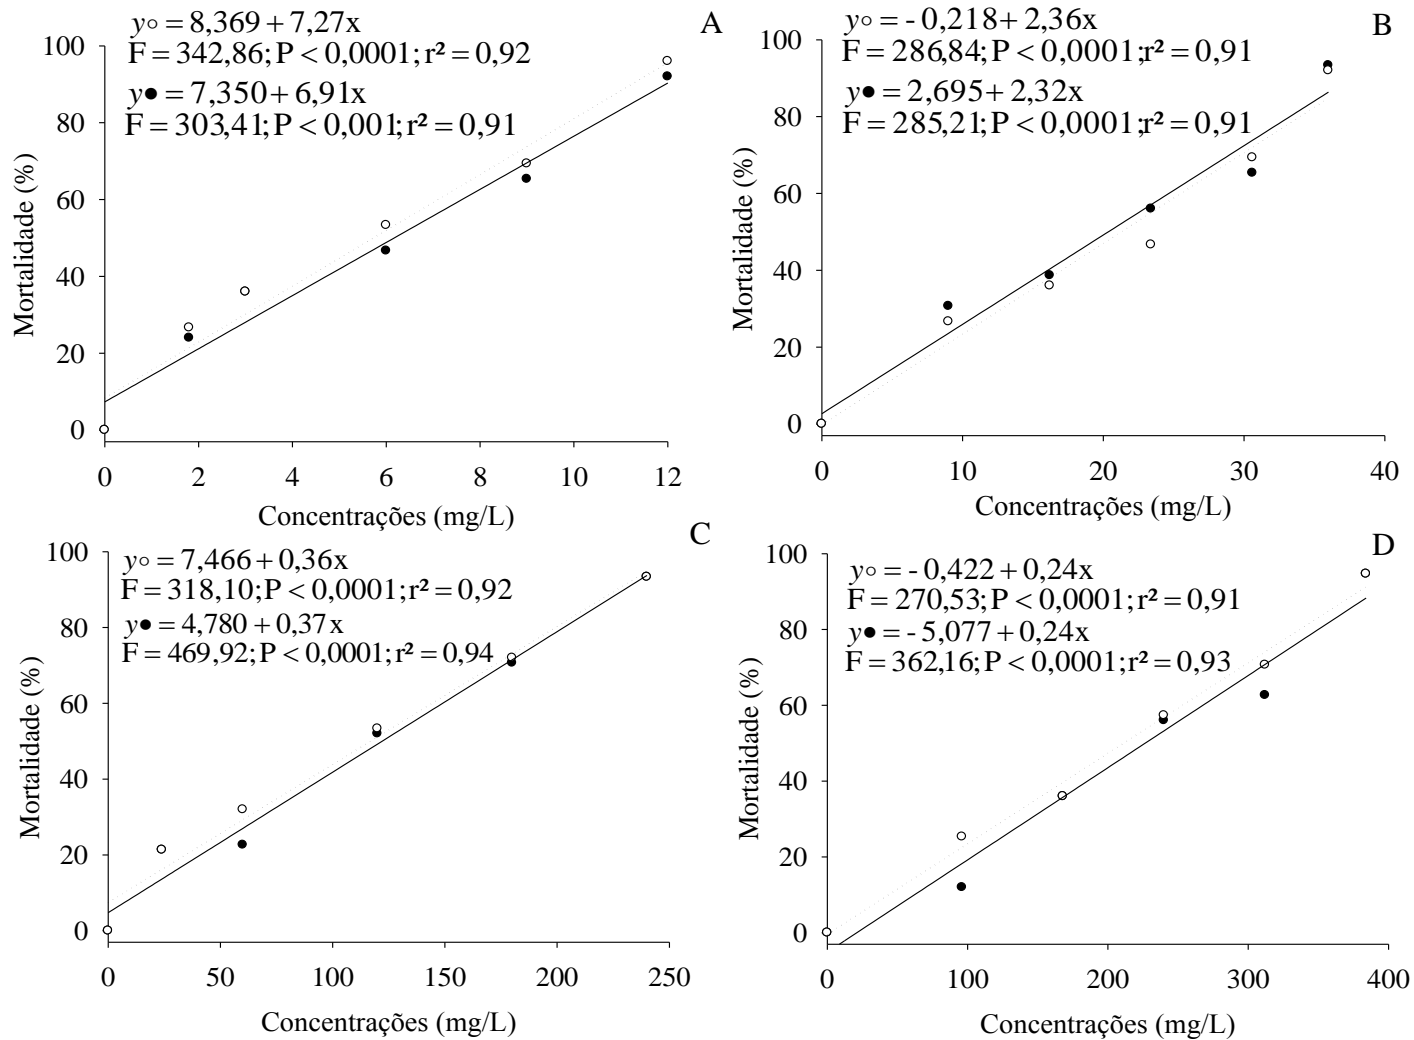 A
y○ = 8,369 + 7,27x
F = 342,86; P < 0,0001; r² = 0,92
y● = 7,350 + 6,91x
F = 303,41; P < 0,001; r² = 0,91
Mortalidade (%)
100
80
60
40
20
0
0 2 4 6 8 10 12
Concentrações (mg/L)
B
y○ = - 0,218 + 2,36x
F = 286,84; P < 0,0001; r² = 0,91
y● = 2,695 + 2,32x
F = 285,21; P < 0,0001; r² = 0,91
Mortalidade (%)
100
80
60
40
20
0
0 10 20 30 40
Concentrações (mg/L)
C
y○ = 7,466 + 0,36x
F = 318,10; P < 0,0001; r² = 0,92
y● = 4,780 + 0,37x
F = 469,92; P < 0,0001; r² = 0,94
Mortalidade (%)
100
80
60
40
20
0
0 50 100 150 200 250
Concentrações (mg/L)
D
y○ = - 0,422 + 0,24x
F = 270,53; P < 0,0001; r² = 0,91
y● = - 5,077 + 0,24x
F = 362,16; P < 0,0001; r² = 0,93
Mortalidade (%)
100
80
60
40
20
0
0 100 200 300 400
Concentrações (mg/L)